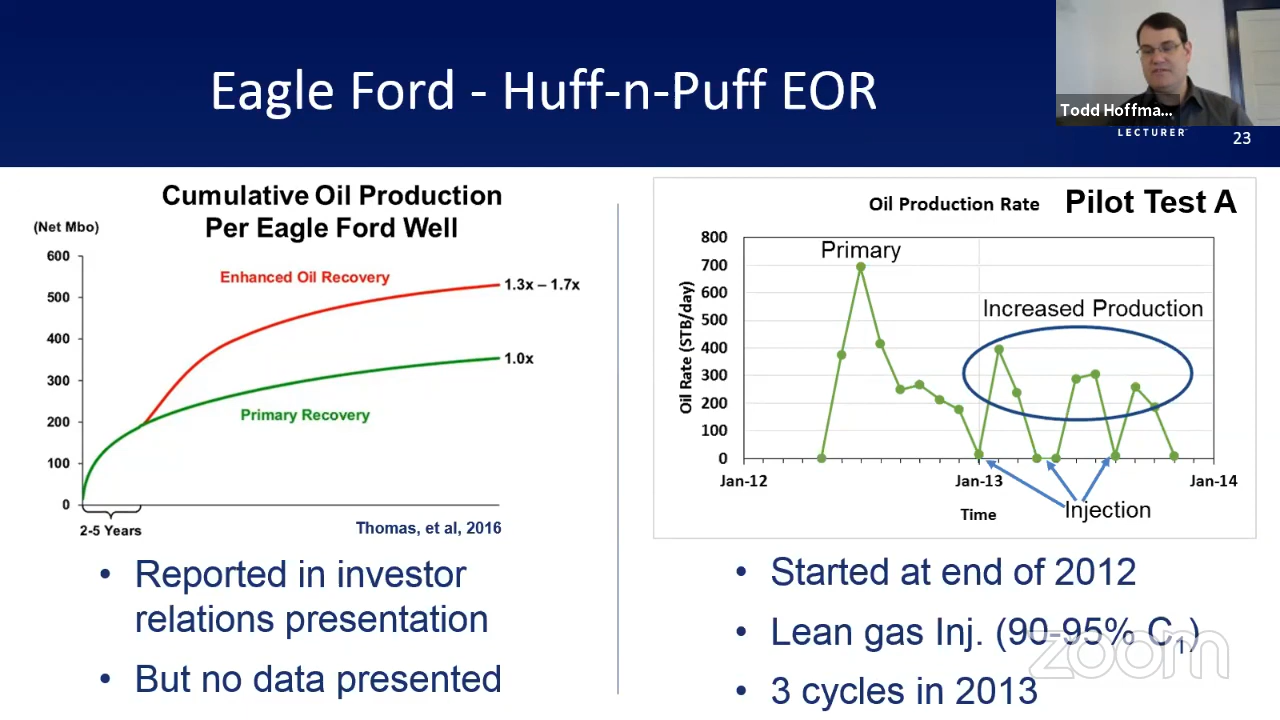 Eagle Ford - Huff-n-Puff EOR
Todd Hoffma...
LECTURER
23
Cumulative Oil Production
Per Eagle Ford Well
(Net Mbo)
600
500
400
300
200
100
0
Enhanced Oil Recovery
1.3x – 1.7x
1.0x
Primary Recovery
2-5 Years
Thomas, et al, 2016
• Reported in investor
relations presentation
• But no data presented
Oil Production Rate
Pilot Test A
Oil Rate (STB/day)
800
700
600
500
400
300
200
100
0
Primary
Increased Production
Jan-12
Jan-13
Jan-14
Time
Injection
• Started at end of 2012
• Lean gas Inj. (90-95% C₁)
• 3 cycles in 2013
zoom